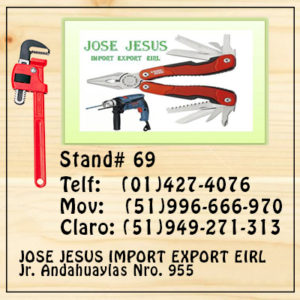 JOSE JESUS
IMPORT EXPORT EIRL
Stand# 69
Telf: (01)427-4076
Mov: (51)996-666-970
Claro: (51)949-271-313
JOSE JESUS IMPORT EXPORT EIRL
Jr. Andahuaylas Nro. 955